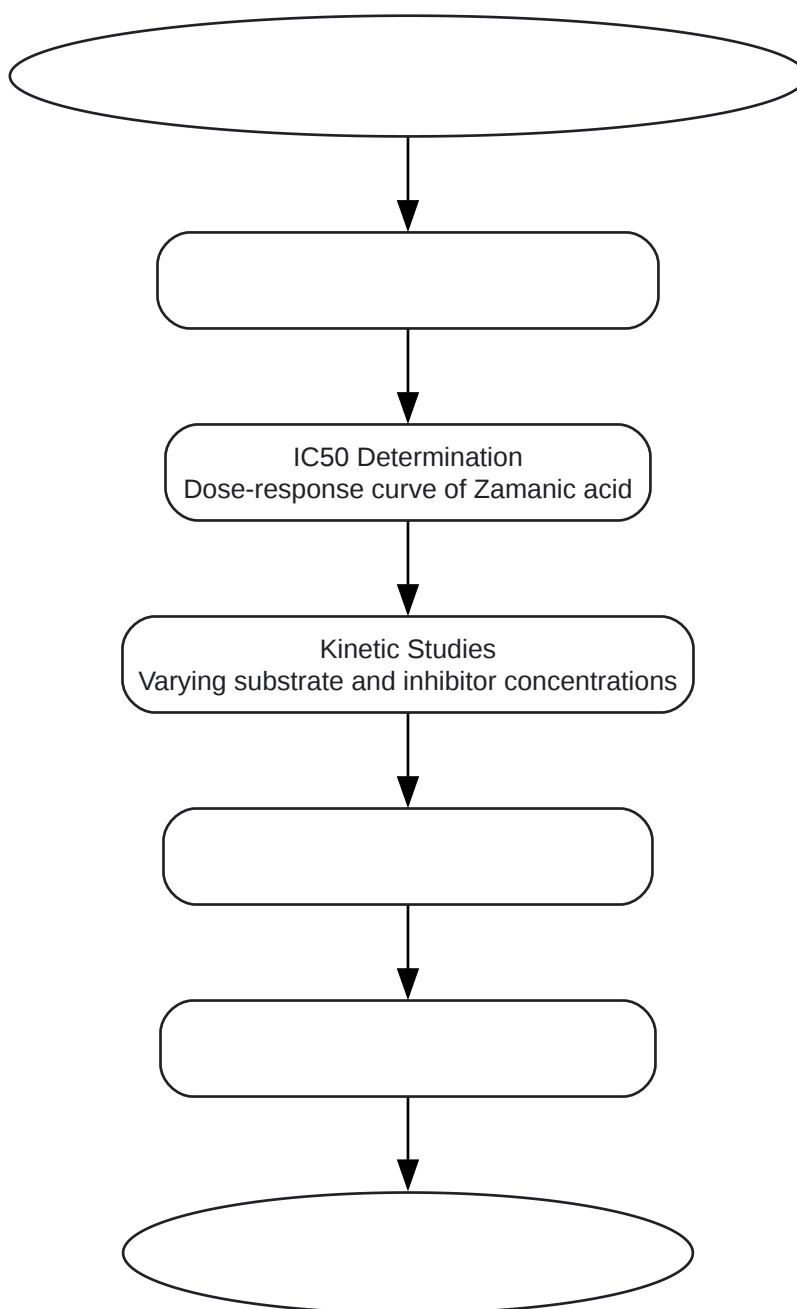 IC50 Determination
Dose-response curve of Zamanic acid
Kinetic Studies
Varying substrate and inhibitor concentrations